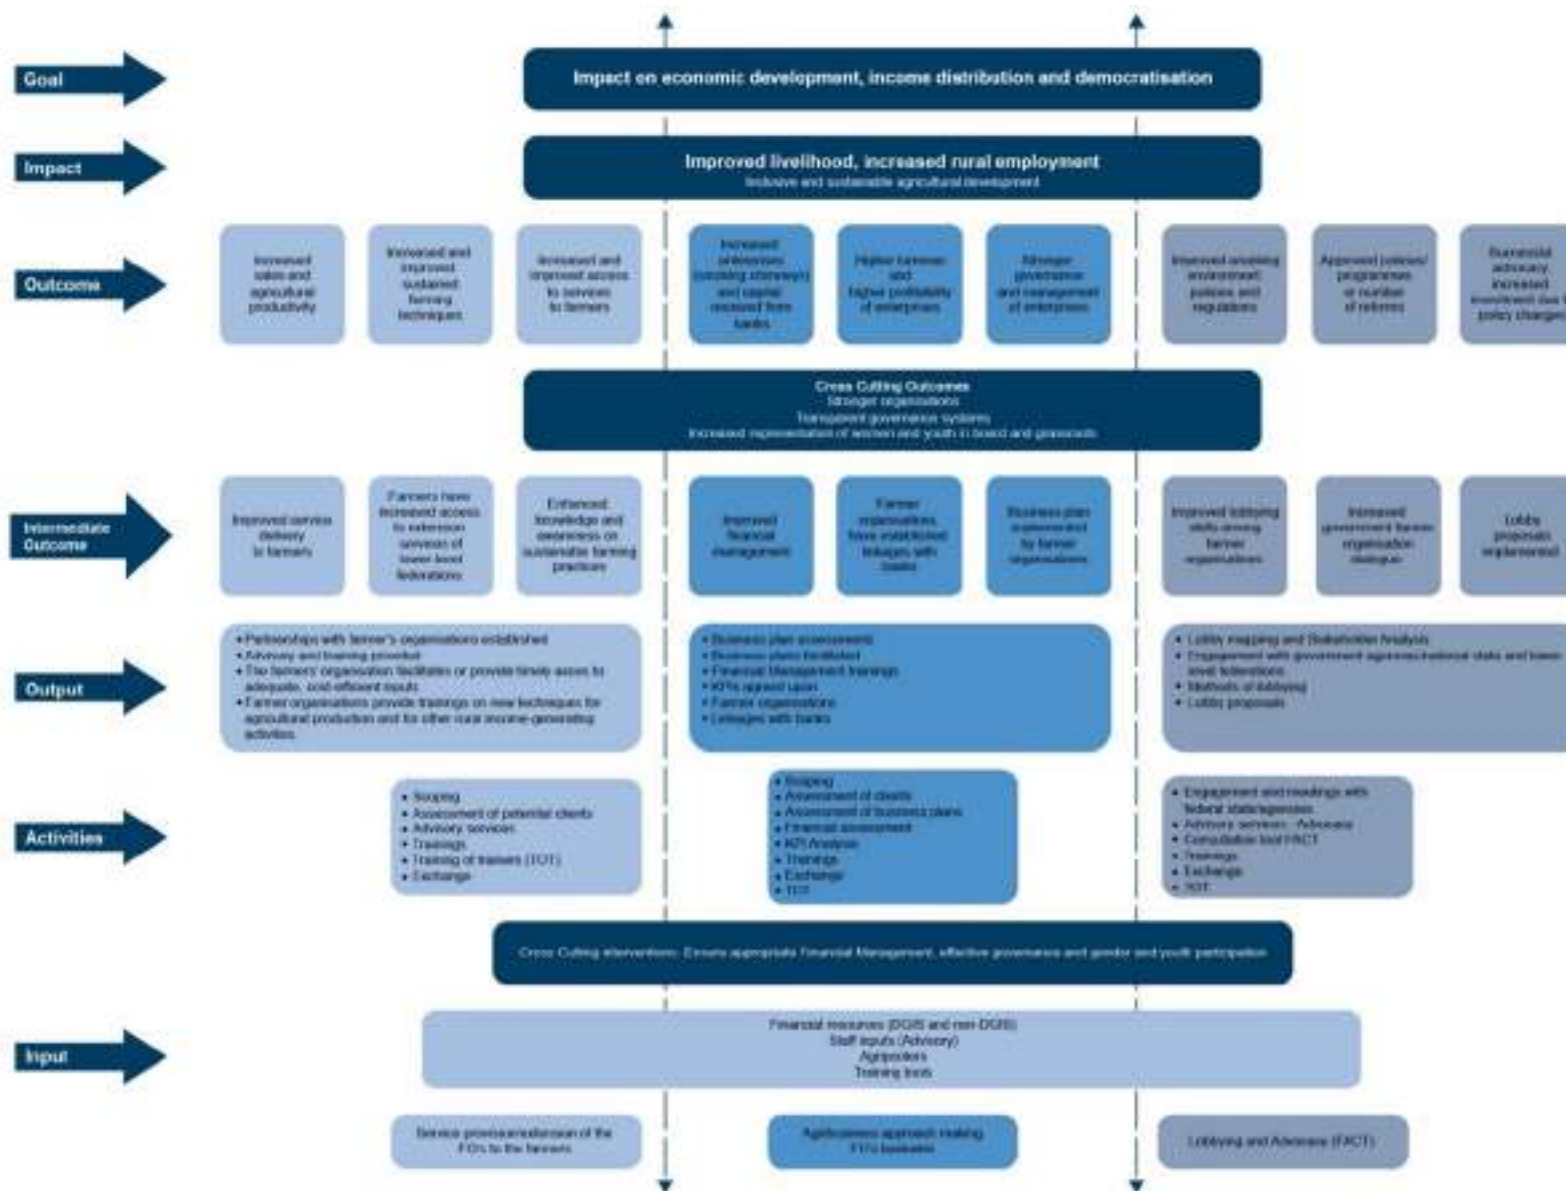 Goal
Impact on economic development, income distribution and democratisation
Impact
Improved livelihood, increased rural employment
Inclusive and sustainable agricultural development
Outcome
Increased
sales and
agricultural
productivity
Increased and
improved
sustained
farming
techniques
Increased and
improved access
to services
to farmers
Increased
enterprises
(smoking chimneys)
and capital
received from
banks
Higher turnover
and
higher profitability
of enterprises
Stronger
governance
and management
of enterprises
Improved enabling
environment
policies and
regulations
Approved policies/
programmes
or number
of reforms
Successful
advocacy
increased
investment due to
policy changes
Cross Cutting Outcomes
Stronger organisations
Transparent governance systems
Increased representation of women and youth in board and grassroots
Intermediate
Outcome
Improved service
delivery
to farmers
Farmers have
increased access
to extension
services of
lower level
federations
Enhanced
knowledge and
awareness on
sustainable farming
practices
Improved
financial
management
Farmer
organisations
have established
linkages with
banks
Business plan
implemented
by farmer
organisations
Improved lobbying
skills among
farmer
organisations
Increased
government farmer
organisation
dialogue
Lobby
proposals
implemented
Output
• Partnerships with farmer's organisations established
• Advisory and training provided
• The farmers' organisation facilitates or provide timely access to
adequate, cost-efficient inputs
• Farmer organisations provide trainings on new techniques for
agricultural production and for other rural income-generating
activities
• Business plan assessments
• Business plans facilitated
• Financial Management trainings
• KPIs agreed upon
• Farmer organisations
• Linkages with banks
• Lobby mapping and Stakeholder Analysis
• Engagement with government agencies/national state and lower
level federations
• Methods of lobbying
• Lobby proposals
Activities
• Scoping
• Assessment of potential clients
• Advisory services
• Trainings
• Training of trainers (TOT)
• Exchange
• Scoping
• Assessment of clients
• Assessment of business plans
• Financial assessment
• KPI Analysis
• Trainings
• Exchange
• TOT
• Engagement and meetings with
federal state/agencies
• Advisory services - Advocacy
• Consultation tool FACT
• Trainings
• Exchange
• TOT
Cross Cutting interventions: Ensure appropriate Financial Management, effective governance and gender and youth participation
Input
Financial resources (DGIS and non-DGIS)
Staff inputs (Advisory)
Agripoolers
Training tools
Service provision/extension of the
FO's to the farmers
Agribusiness approach making
FO's bankable
Lobbying and Advocacy (FACT)